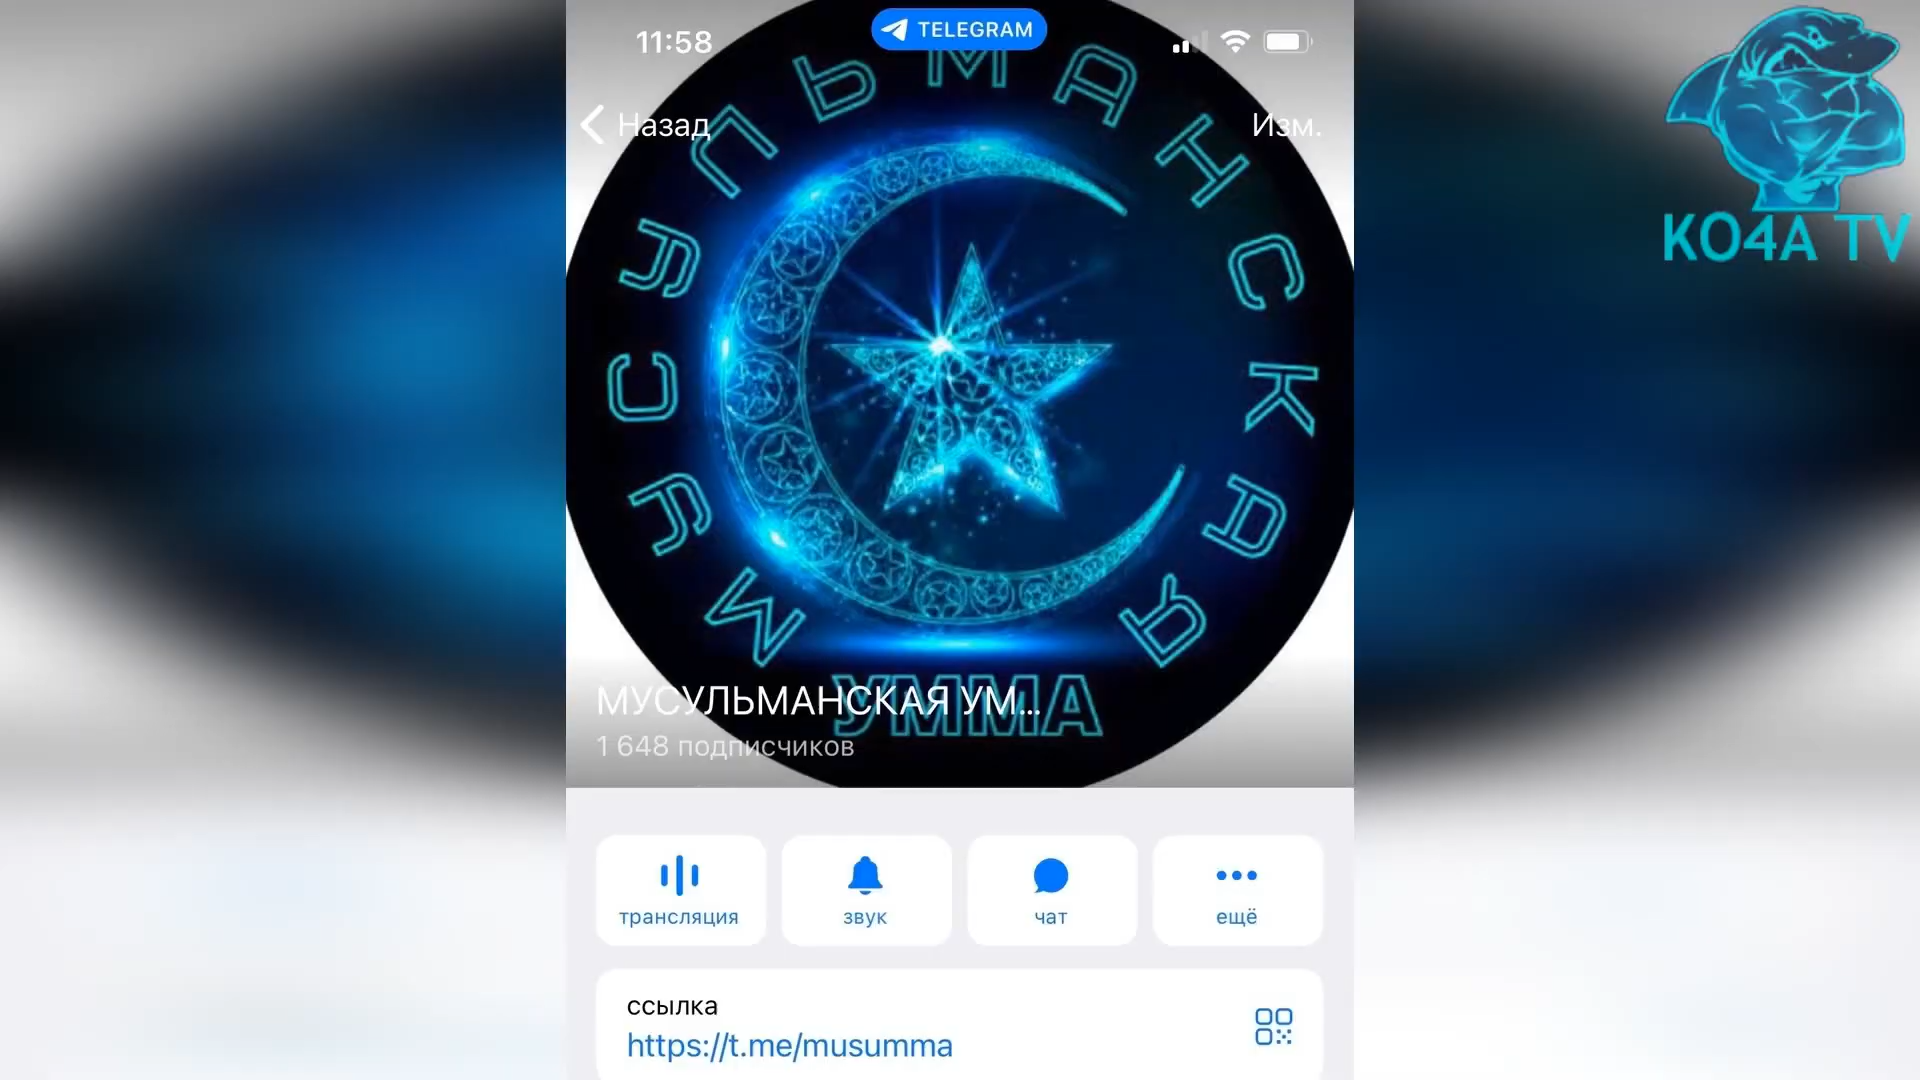 11:58
TELEGRAM
Назад
Изм.
МУСУЛЬМАНСКАЯ
УММА
МУСУЛЬМАНСКАЯ УМ...
1 648 подписчиков
трансляция
звук
чат
ещё
ссылка
https://t.me/musumma
KO4A TV